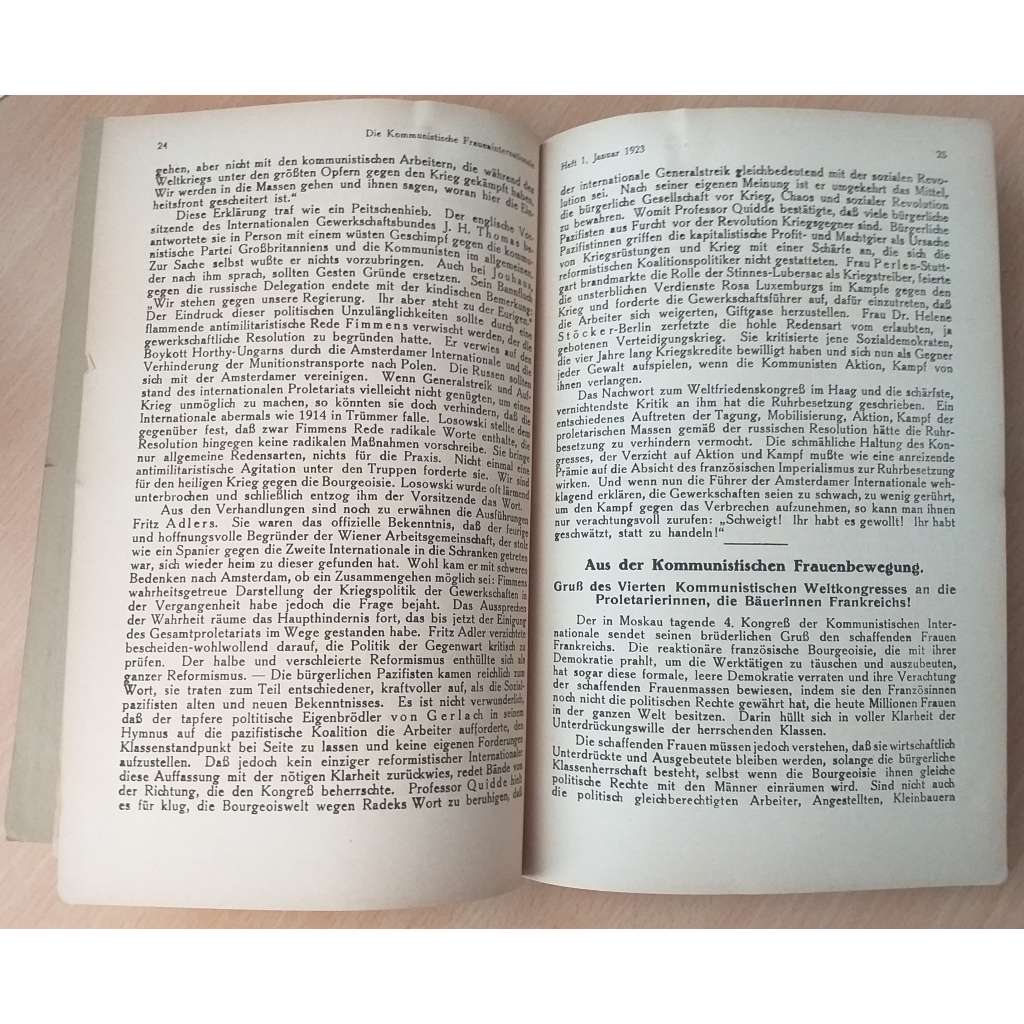 24
Die Kommunistische Fraueninternationale
gehen, aber nicht mit den kommunistischen Arbeitern, die während des
Weltkriegs unter den größten Opfern gegen den Krieg gekämpft haben.
Wir werden in die Massen gehen und ihnen sagen, woran hier die Ein-
heitsfront gescheitert ist.“
Diese Erklärung traf wie ein Peitschenhieb. Der englische Vor-
sitzende des Internationalen Gewerkschaftsbundes J. H. Thomas be-
antwortete sie in Person mit einem wüsten Geschimpf gegen die kommu-
nistische Partei Großbritanniens und die Kommunisten im allgemeinen.
Zur Sache selbst wußte er nichts vorzubringen. Auch bei Jouhaux,
der nach ihm sprach, sollten Gesten Gründe ersetzen. Sein Bannfluch
gegen die russische Delegation endete mit der kindischen Bemerkung:
„Wir stehen gegen unsere Regierung. Ihr aber steht zu der Eurigen.“
Der Eindruck dieser politischen Unzulänglichkeiten sollte durch eine
flammende antimilitaristische Rede Fimmens verwischt werden, der die
gewerkschaftliche Resolution zu begründen hatte. Er verwies auf den
Boykott Horthy-Ungarns durch die Amsterdamer Internationale und die
Verhinderung der Munitionstransporte nach Polen. Die Russen sollten
sich mit der Amsterdamer vereinigen. Wenn Generalstreik und Auf-
stand des internationalen Proletariats vielleicht nicht genügten, um einen
Krieg unmöglich zu machen, so könnten sie doch verhindern, daß die
Internationale abermals wie 1914 in Trümmer falle. Losowski stellte dem
gegenüber fest, daß zwar Fimmens Rede radikale Worte enthalte, die
Resolution hingegen keine radikalen Maßnahmen vorschreibe. Sie bringe
nur allgemeine Redensarten, nichts für die Praxis. Nicht einmal eine
antimilitaristische Agitation unter den Truppen forderte sie. Wir sind
für den heiligen Krieg gegen die Bourgeoisie. Losowski wurde oft lärmend
unterbrochen und schließlich entzog ihm der Vorsitzende das Wort.
Aus den Verhandlungen sind noch zu erwähnen die Ausführungen
Fritz Adlers. Sie waren das offizielle Bekenntnis, daß der feurige
und hoffnungsvolle Begründer der Wiener Arbeitsgemeinschaft, der stolz
wie ein Spanier gegen die Zweite Internationale in die Schranken getreten
war, sich wieder heim zu dieser gefunden hat. Wohl kam er mit schweren
Bedenken nach Amsterdam, ob ein Zusammengehen möglich sei: Fimmens
wahrheitsgetreue Darstellung der Kriegspolitik der Gewerkschaften in
der Vergangenheit habe jedoch die Frage bejaht. Das Aussprechen
der Wahrheit räume das Haupthindernis fort, das bis jetzt der Einigung
des Gesamtproletariats im Wege gestanden habe. Fritz Adler verzichtete
bescheiden-wohlwollend darauf, die Politik der Gegenwart kritisch zu
prüfen. Der halbe und verschleierte Reformismus enthüllte sich als
ganzer Reformismus. — Die bürgerlichen Pazifisten kamen reichlich zum
Wort, sie traten zum Teil entschiedener, kraftvoller auf, als die Sozial-
pazifisten alten und neuen Bekenntnisses. Es ist nicht verwunderlich,
daß der tapfere poltitische Eigenbrödler von Gerlach in seinem
Hymnus auf die pazifistische Koalition die Arbeiter aufforderte, den
Klassenstandpunkt bei Seite zu lassen und keine eigenen Forderungen
aufzustellen. Daß jedoch kein einziger reformistischer Internationaler
diese Auffassung mit der nötigen Klarheit zurückwies, redet Bände von
der Richtung, die den Kongreß beherrschte. Professor Quidde hielt
es für klug, die Bourgeoiswelt wegen Radeks Wort zu beruhigen, daß
Heft 1, Januar 1923
25
der internationale Generalstreik gleichbedeutend mit der sozialen Revo-
lution sei. Nach seiner eigenen Meinung ist er umgekehrt das Mittel,
die bürgerliche Gesellschaft vor Krieg, Chaos und sozialer Revolution
zu bewahren. Womit Professor Quidde bestätigte, daß viele bürgerliche
Pazifisten aus Furcht vor der Revolution Kriegsgegner sind. Bürgerliche
Pazifistinnen griffen die kapitalistische Profit- und Machtgier als Ursache
von Kriegsrüstungen und Krieg mit einer Schärfe an, die sich die
reformistischen Koalitionspolitiker nicht gestatteten. Frau Perlen-Stutt-
gart brandmarkte die Rolle der Stinnes-Lubersac als Kriegstreiber, feierte
die unsterblichen Verdienste Rosa Luxemburgs im Kampfe gegen den
Krieg und forderte die Gewerkschaftsführer auf, dafür einzutreten, daß
die Arbeiter sich weigerten, Giftgase herzustellen. Frau Dr. Helene
Stöcker-Berlin zerfetzte die hohle Redensart vom erlaubten, ja
gebotenen Verteidigungskrieg. Sie kritisierte jene Sozialdemokraten,
die vier Jahre lang Kriegskredite bewilligt haben und sich nun als Gegner
jeder Gewalt aufspielen, wenn die Kommunisten Aktion, Kampf von
ihnen verlangen.
Das Nachwort zum Weltfriedenskongreß im Haag und die schärfste,
vernichtendste Kritik an ihm hat die Ruhrbesetzung geschrieben. Ein
entschiedenes Auftreten der Tagung, Mobilisierung, Aktion, Kampf der
proletarischen Massen gemäß der russischen Resolution hätte die Ruhr-
besetzung zu verhindern vermocht. Die schmähliche Haltung des Kon-
gresses, der Verzicht auf Aktion und Kampf mußte wie eine anreizende
Prämie auf die Absicht des französischen Imperialismus zur Ruhrbesetzung
wirken. Und wenn nun die Führer der Amsterdamer Internationale weh-
klagend erklären, die Gewerkschaften seien zu schwach, zu wenig gerührt,
um den Kampf gegen das Verbrechen aufzunehmen, so kann man ihnen
nur verachtungsvoll zurufen: „Schweigt! Ihr habt es gewollt! Ihr habt
geschwätzt, statt zu handeln!“
Aus der Kommunistischen Frauenbewegung.
Gruß des Vierten Kommunistischen Weltkongresses an die
Proletarierinnen, die Bäuerinnen Frankreichs!
Der in Moskau tagende 4. Kongreß der Kommunistischen Inter-
nationale sendet seinen brüderlichen Gruß den schaffenden Frauen
Frankreichs. Die reaktionäre französische Bourgeoisie, die mit ihrer
Demokratie prahlt, um die Werktätigen zu täuschen und auszubeuten,
hat sogar diese formale, leere Demokratie verraten und ihre Verachtung
der schaffenden Frauenmassen bewiesen, indem sie den Französinnen
noch nicht die politischen Rechte gewährt hat, die heute Millionen Frauen
in der ganzen Welt besitzen. Darin hüllt sich in voller Klarheit der
Unterdrückungswille der herrschenden Klassen.
Die schaffenden Frauen müssen jedoch verstehen, daß sie wirtschaftlich
Unterdrückte und Ausgebeutete bleiben werden, solange die bürgerliche
Klassenherrschaft besteht, selbst wenn die Bourgeoisie ihnen gleiche
politische Rechte mit den Männer einräumen wird. Sind nicht auch
die politisch gleichberechtigten Arbeiter, Angestellten, Kleinbauern